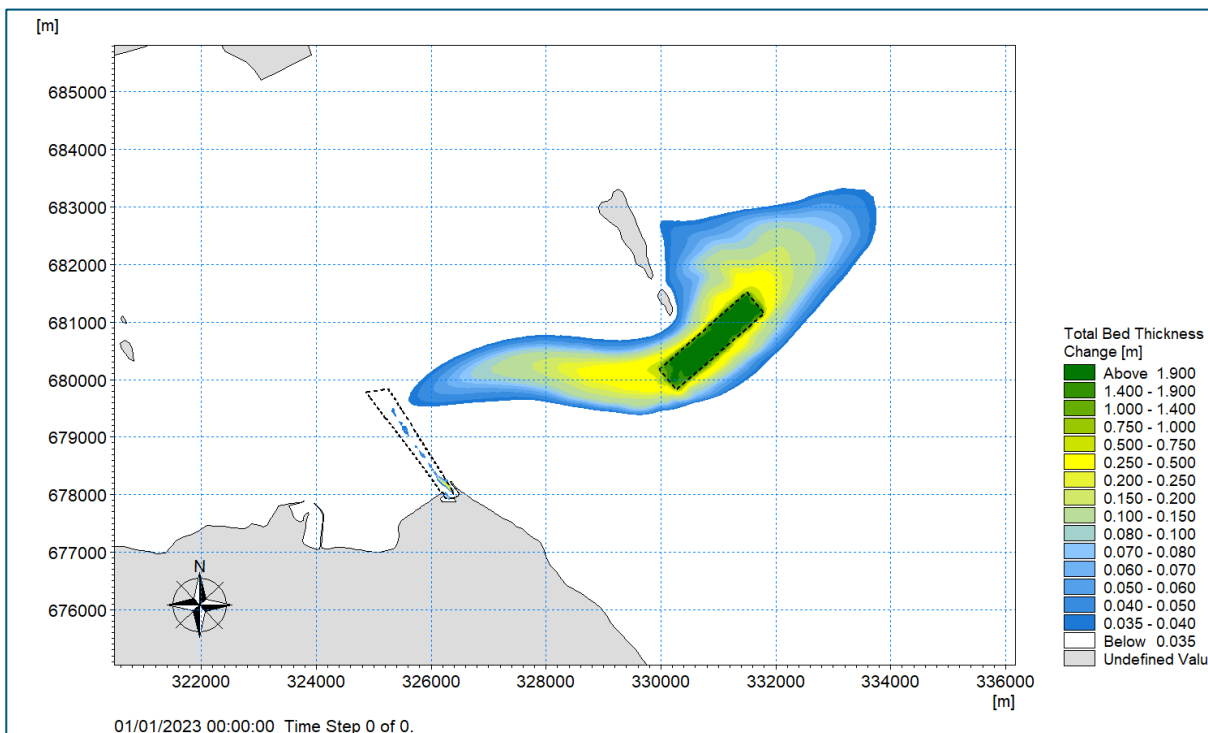 [m]
685000
684000
683000
682000
681000
680000
679000
678000
677000
676000
N
322000 324000 326000 328000 330000 332000 334000 336000
[m]
01/01/2023 00:00:00 Time Step 0 of 0.
Total Bed Thickness
Change [m]
Above 1.900
1.400 - 1.900
1.000 - 1.400
0.750 - 1.000
0.500 - 0.750
0.250 - 0.500
0.200 - 0.250
0.150 - 0.200
0.100 - 0.150
0.080 - 0.100
0.070 - 0.080
0.060 - 0.070
0.050 - 0.060
0.040 - 0.050
0.035 - 0.040
Below 0.035
Undefined Valu